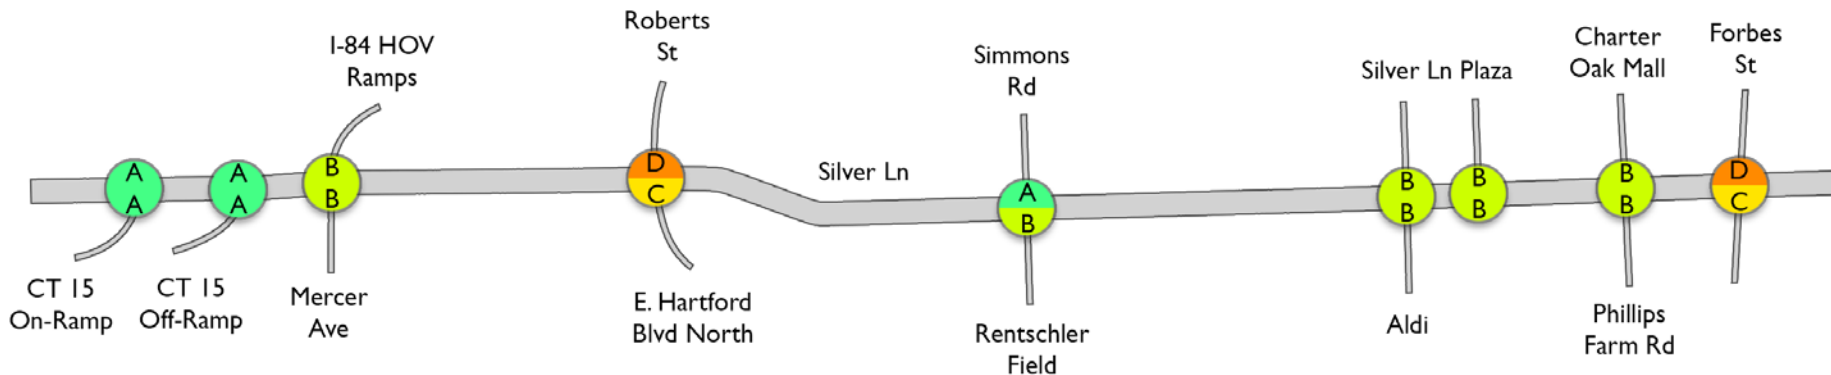 I-84 HOV
Ramps
Roberts
St
Simmons
Rd
Silver Ln Plaza
Charter
Oak Mall
Forbes
St
Silver Ln
A
A
A
A
B
B
D
C
A
B
B
B
B
B
B
B
D
C
CT 15
On-Ramp
CT 15
Off-Ramp
Mercer
Ave
E. Hartford
Blvd North
Rentschler
Field
Aldi
Phillips
Farm Rd